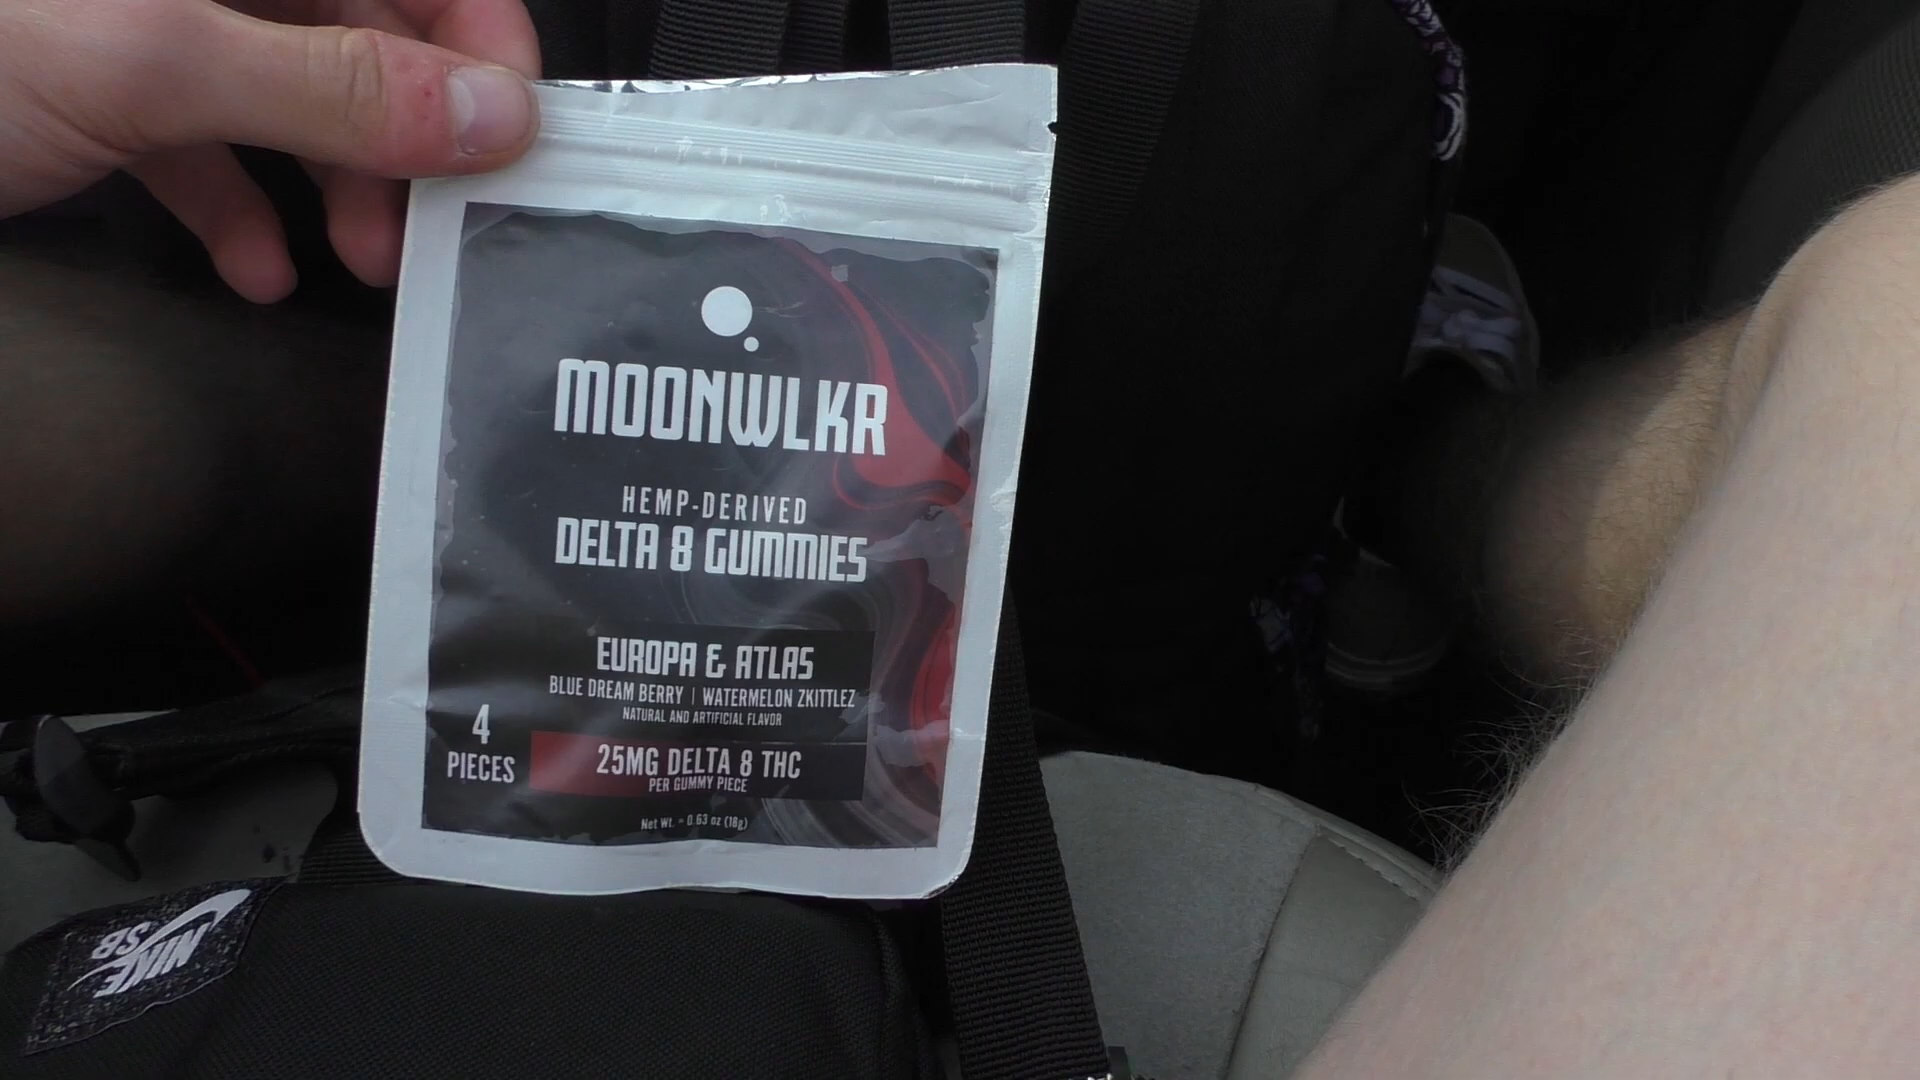 MOONWLKR
HEMP-DERIVED
DELTA 8 GUMMIES
EUROPA & ATLAS
BLUE DREAM BERRY | WATERMELON ZKITTLEZ
NATURAL AND ARTIFICIAL FLAVOR
4
PIECES
25MG DELTA 8 THC
PER GUMMY PIECE
Net Wt. = 0.63 oz (18g)
NIKE
SB